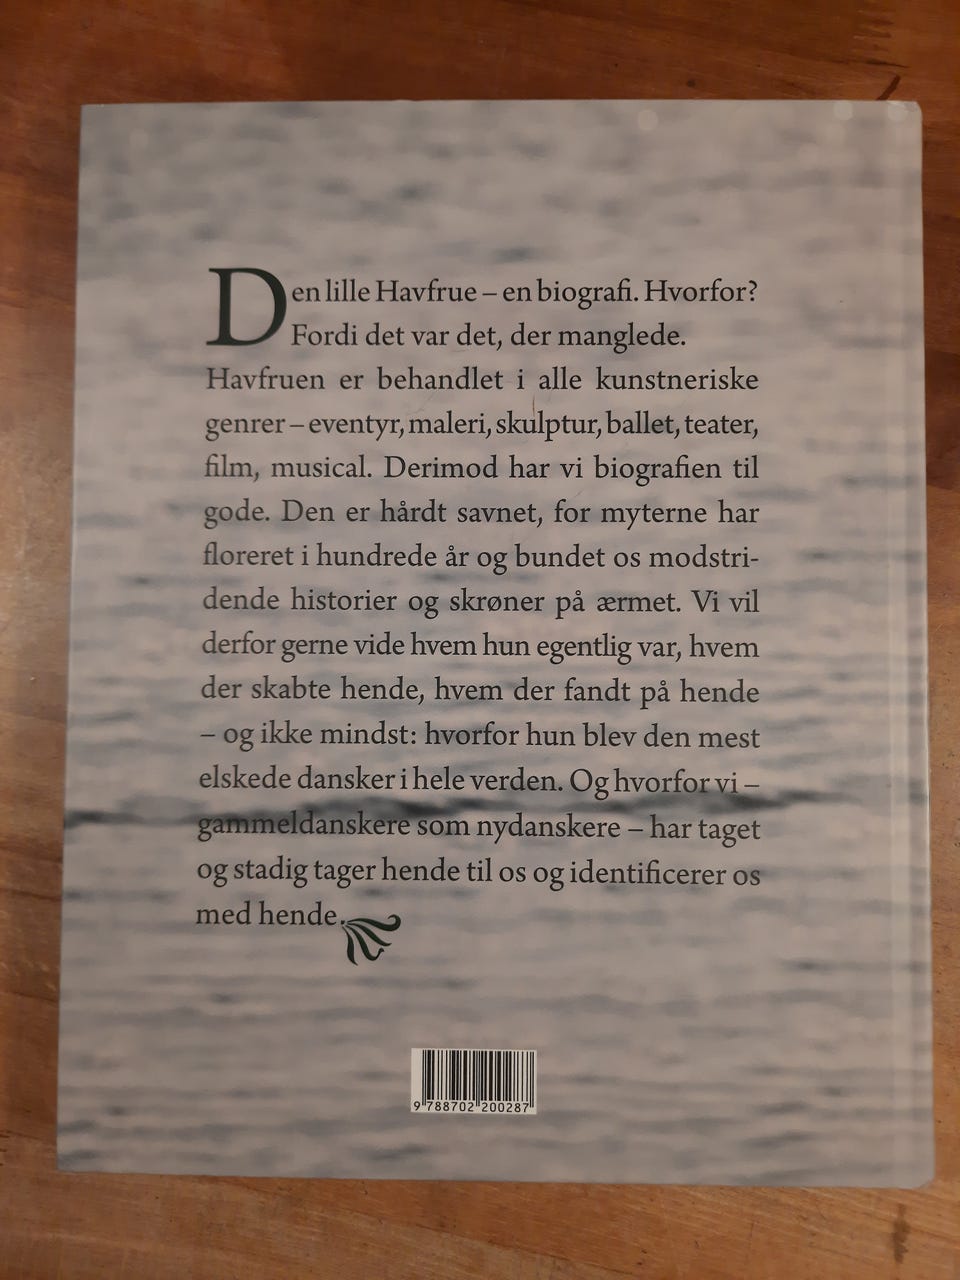 Den lille Havfrue – en biografi. Hvorfor?
Fordi det var det, der manglede.
Havfruen er behandlet i alle kunstneriske
genrer – eventyr, maleri, skulptur, ballet, teater,
film, musical. Derimod har vi biografien til
gode. Den er hårdt savnet, for myterne har
floreret i hundrede år og bundet os modstri-
dende historier og skrøner på ærmet. Vi vil
derfor gerne vide hvem hun egentlig var, hvem
der skabte hende, hvem der fandt på hende
– og ikke mindst: hvorfor hun blev den mest
elskede dansker i hele verden. Og hvorfor vi –
gammeldanskere som nydanskere – har taget
og stadig tager hende til os og identificerer os
med hende.
9 788702 200287